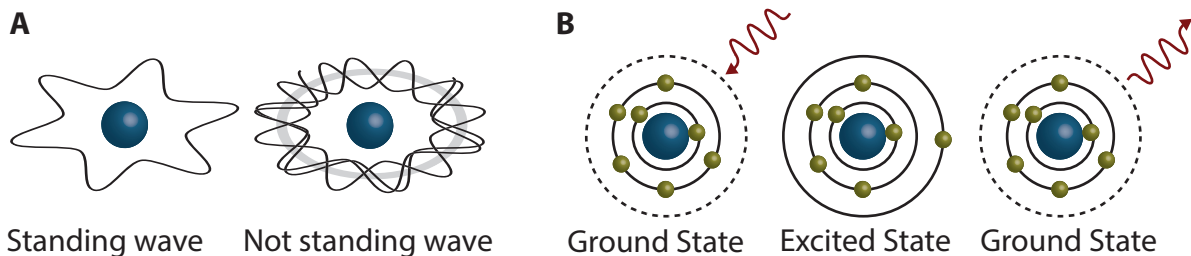 A
B
Standing wave
Not standing wave
Ground State
Excited State
Ground State